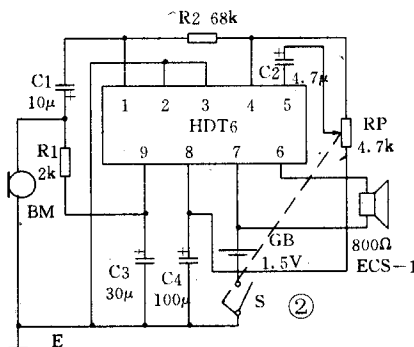 R2 68k
C1
10μ
C2
4.7μ
1 2 3 4 5
HDT6
9 8 7 6
RP
4.7k
R1
2k
BM
GB
1.5V
800Ω
ECS-1
C3
30μ
C4
100μ
S
②
E